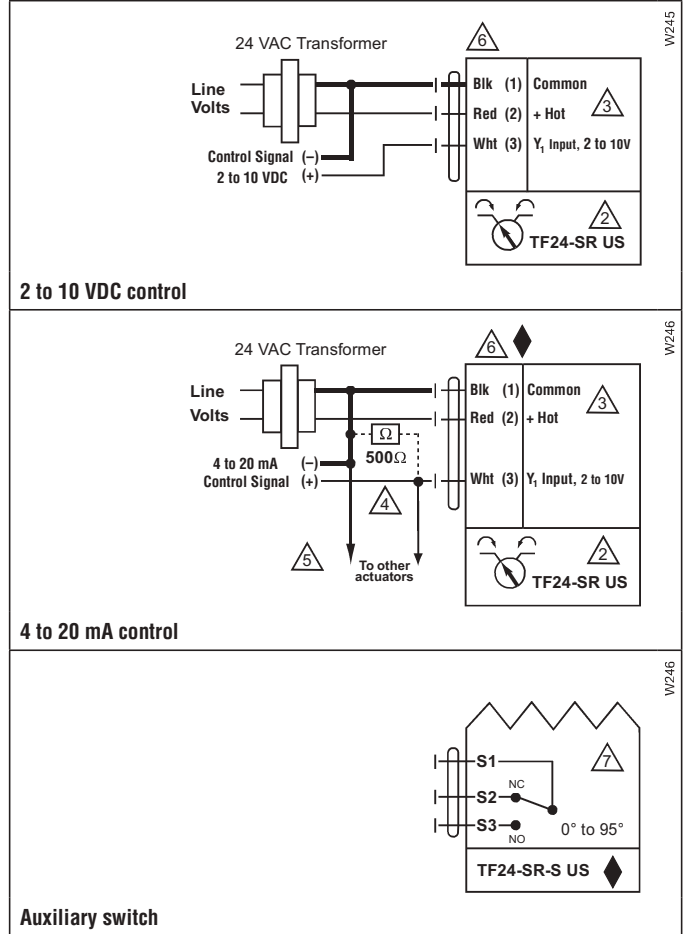 W245
24 VAC Transformer
6
Line
Volts
Blk (1) Common
3
Red (2) + Hot
Wht (3) Y₁ Input, 2 to 10V
Control Signal (–)
2 to 10 VDC (+)
2
TF24-SR US
2 to 10 VDC control
W246
24 VAC Transformer
6
Line
Volts
Blk (1) Common
3
Red (2) + Hot
Ω
500Ω
4 to 20 mA (–)
Control Signal (+)
Wht (3) Y₁ Input, 2 to 10V
4
5
To other
actuators
2
TF24-SR US
4 to 20 mA control
W246
S1
7
NC
S2
S3
0° to 95°
NO
TF24-SR-S US
Auxiliary switch